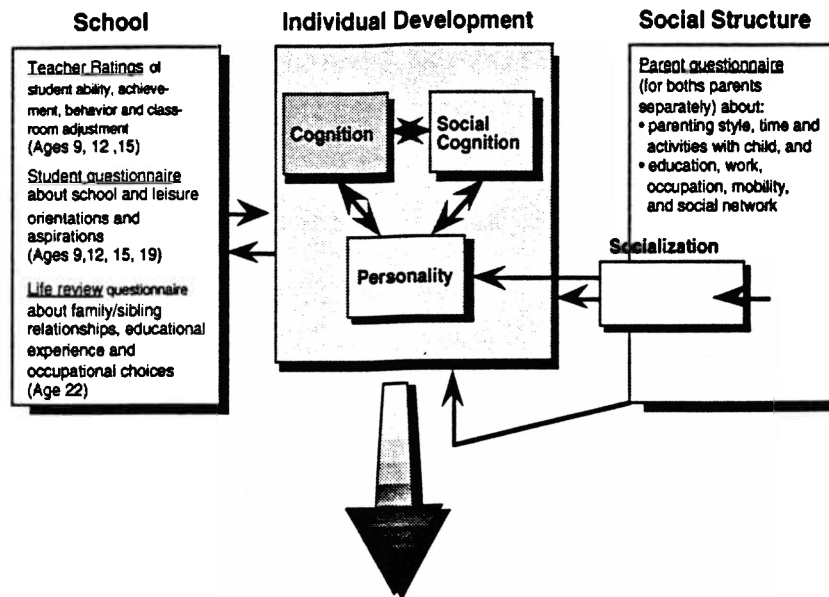 School
Teacher Ratings of
student ability, achieve-
ment, behavior and class-
room adjustment
(Ages 9, 12 ,15)
Student questionnaire
about school and leisure
orientations and
aspirations
(Ages 9,12, 15, 19)
Life review questionnaire
about family/sibling
relationships, educational
experience and
occupational choices
(Age 22)
Individual Development
Cognition
Social
Cognition
Personality
Social Structure
Parent questionnaire
(for boths parents
separately) about:
• parenting style, time and
activities with child, and
• education, work,
occupation, mobility,
and social network
Socialization